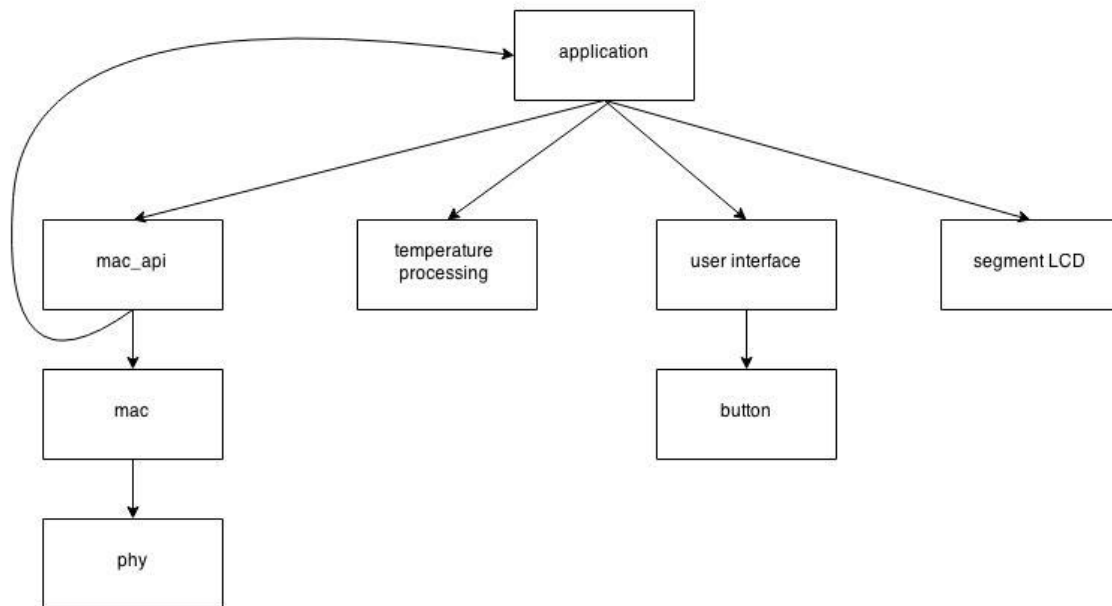 application
mac_api
temperature
processing
user interface
segment LCD
mac
button
phy